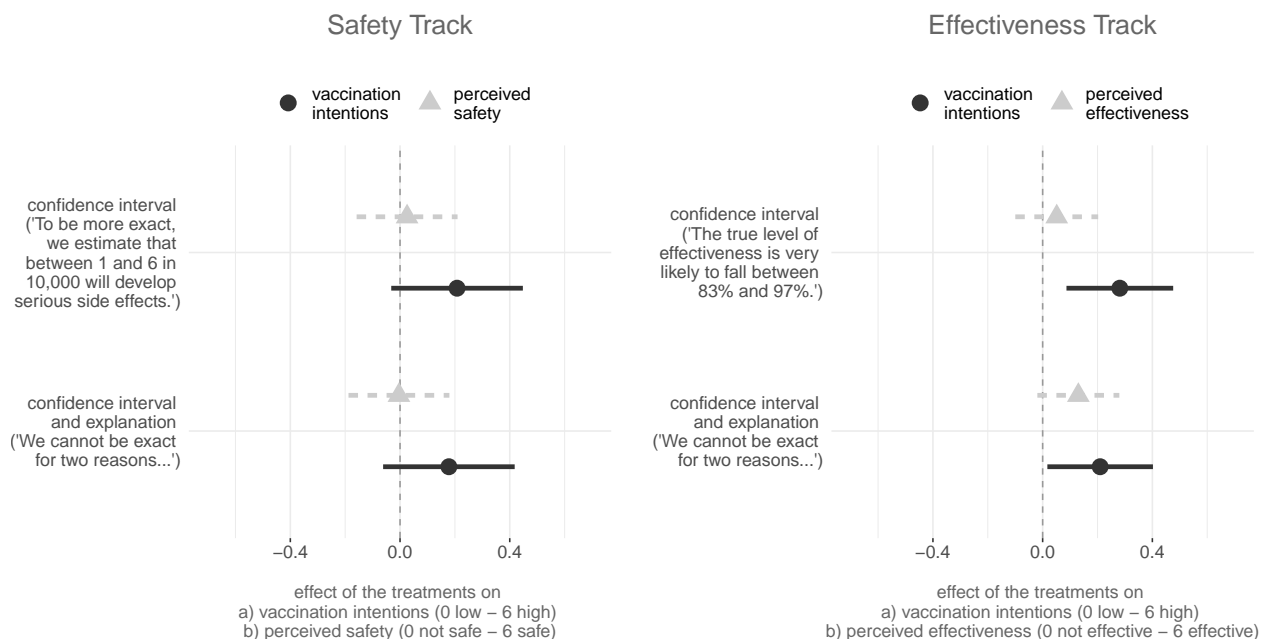 Safety Track
vaccination
intentions
perceived
safety
confidence interval
('To be more exact,
we estimate that
between 1 and 6 in
10,000 will develop
serious side effects.')
confidence interval
and explanation
('We cannot be exact
for two reasons...')
−0.4
0.0
0.4
effect of the treatments on
a) vaccination intentions (0 low − 6 high)
b) perceived safety (0 not safe − 6 safe)
Effectiveness Track
vaccination
intentions
perceived
effectiveness
confidence interval
('The true level of
effectiveness is very
likely to fall between
83% and 97%.')
confidence interval
and explanation
('We cannot be exact
for two reasons...')
−0.4
0.0
0.4
effect of the treatments on
a) vaccination intentions (0 low − 6 high)
b) perceived effectiveness (0 not effective − 6 effective)